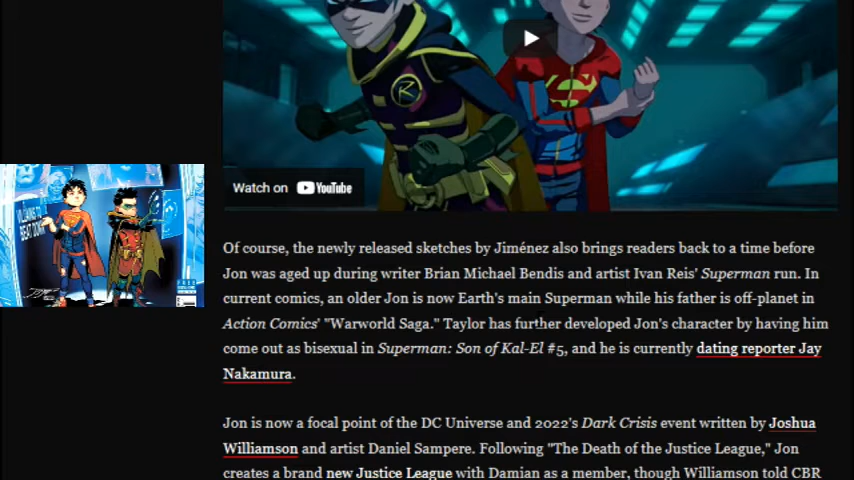 R
S
Watch on YouTube
VILLAINS TO
BEAT DOWN
FREE
Of course, the newly released sketches by Jiménez also brings readers back to a time before
Jon was aged up during writer Brian Michael Bendis and artist Ivan Reis' Superman run. In
current comics, an older Jon is now Earth's main Superman while his father is off-planet in
Action Comics' "Warworld Saga." Taylor has further developed Jon's character by having him
come out as bisexual in Superman: Son of Kal-El #5, and he is currently dating reporter Jay
Nakamura.
Jon is now a focal point of the DC Universe and 2022's Dark Crisis event written by Joshua
Williamson and artist Daniel Sampere. Following "The Death of the Justice League," Jon
creates a brand new Justice League with Damian as a member, though Williamson told CBR